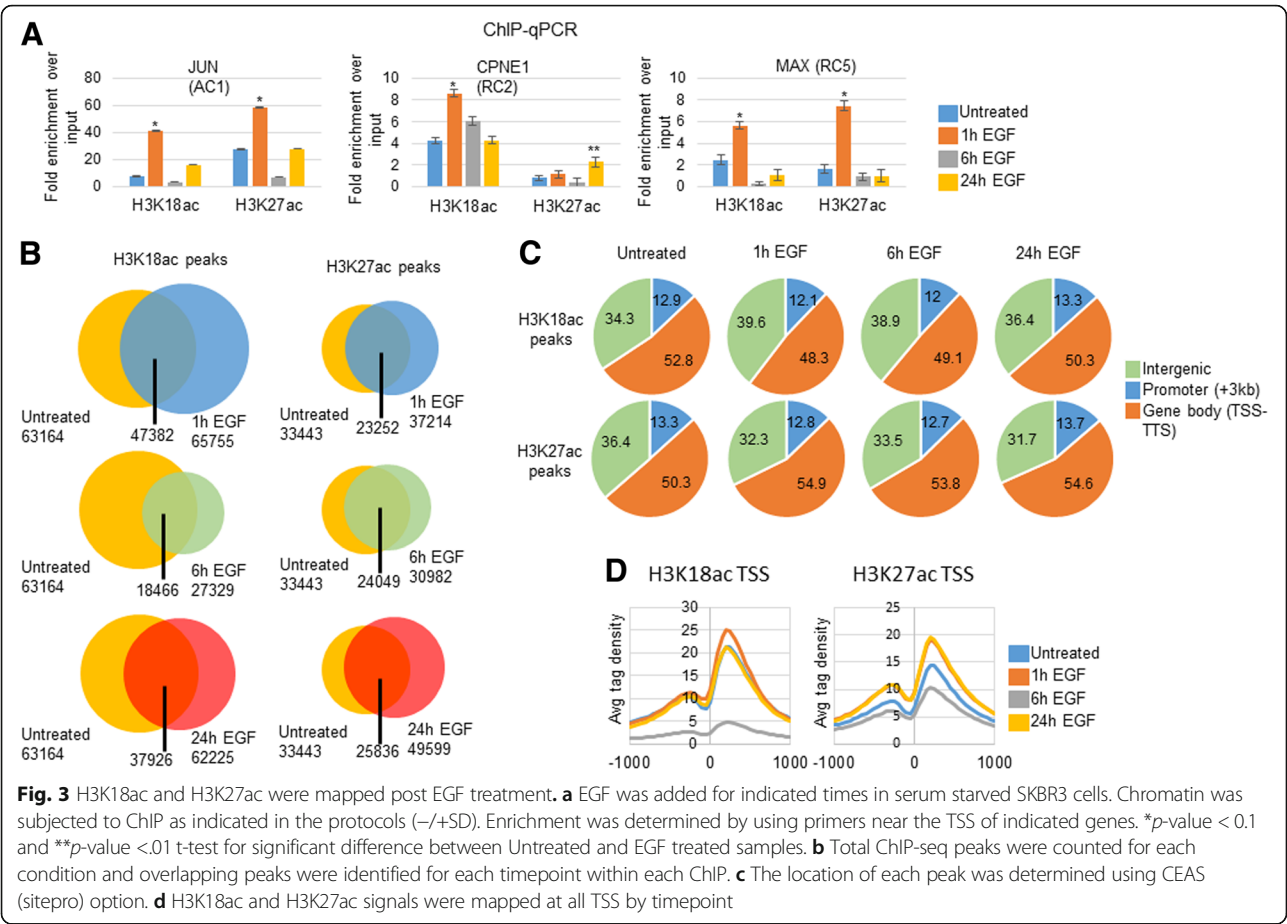 A
ChIP-qPCR
JUN
(AC1)
Fold enrichment over
input
80
60
40
20
0
*
*
H3K18ac
H3K27ac
CPNE1
(RC2)
Fold enrichment over
input
10
8
6
4
2
0
*
**
H3K18ac
H3K27ac
MAX (RC5)
Fold enrichment over
input
10
8
6
4
2
0
*
*
H3K18ac
H3K27ac
Untreated
1h EGF
6h EGF
24h EGF
B
H3K18ac peaks
H3K27ac peaks
Untreated
63164
47382
1h EGF
65755
Untreated
33443
23252
1h EGF
37214
Untreated
63164
18466
6h EGF
27329
Untreated
33443
24049
6h EGF
30982
Untreated
63164
37926
24h EGF
62225
Untreated
33443
25836
24h EGF
49599
C
Untreated
1h EGF
6h EGF
24h EGF
H3K18ac
peaks
34.3
12.9
52.8
39.6
12.1
48.3
38.9
12
49.1
36.4
13.3
50.3
H3K27ac
peaks
36.4
13.3
50.3
32.3
12.8
54.9
33.5
12.7
53.8
31.7
13.7
54.6
Intergenic
Promoter (+3kb)
Gene body (TSS-
TTS)
D
H3K18ac TSS
Avg tag density
30
25
20
15
10
5
0
-1000
0
1000
H3K27ac TSS
Avg tag density
25
20
15
10
5
0
-1000
0
1000
Untreated
1h EGF
6h EGF
24h EGF
Fig. 3 H3K18ac and H3K27ac were mapped post EGF treatment. a EGF was added for indicated times in serum starved SKBR3 cells. Chromatin was
subjected to ChIP as indicated in the protocols (−/+SD). Enrichment was determined by using primers near the TSS of indicated genes. *p-value < 0.1
and **p-value <.01 t-test for significant difference between Untreated and EGF treated samples. b Total ChIP-seq peaks were counted for each
condition and overlapping peaks were identified for each timepoint within each ChIP. c The location of each peak was determined using CEAS
(sitepro) option. d H3K18ac and H3K27ac signals were mapped at all TSS by timepoint